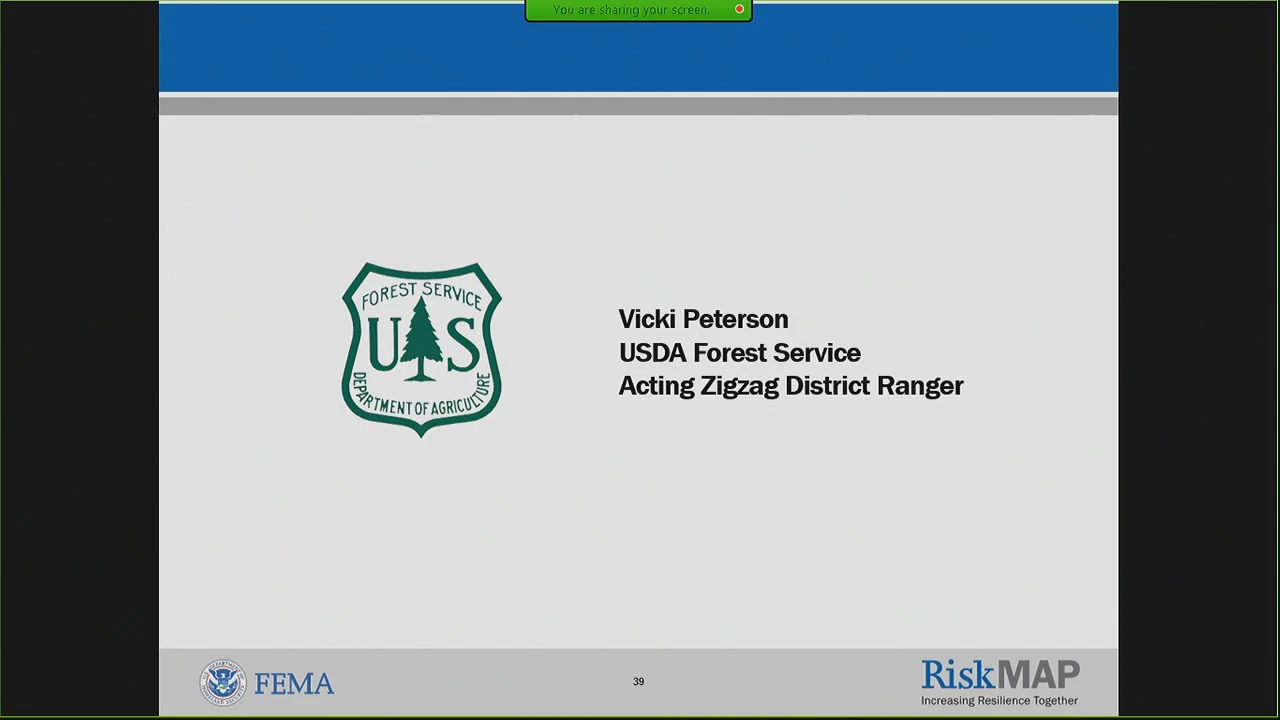 You are sharing your screen.
FOREST SERVICE
US
DEPARTMENT OF AGRICULTURE
Vicki Peterson
USDA Forest Service
Acting Zigzag District Ranger
FEMA
39
RiskMAP
Increasing Resilience Together